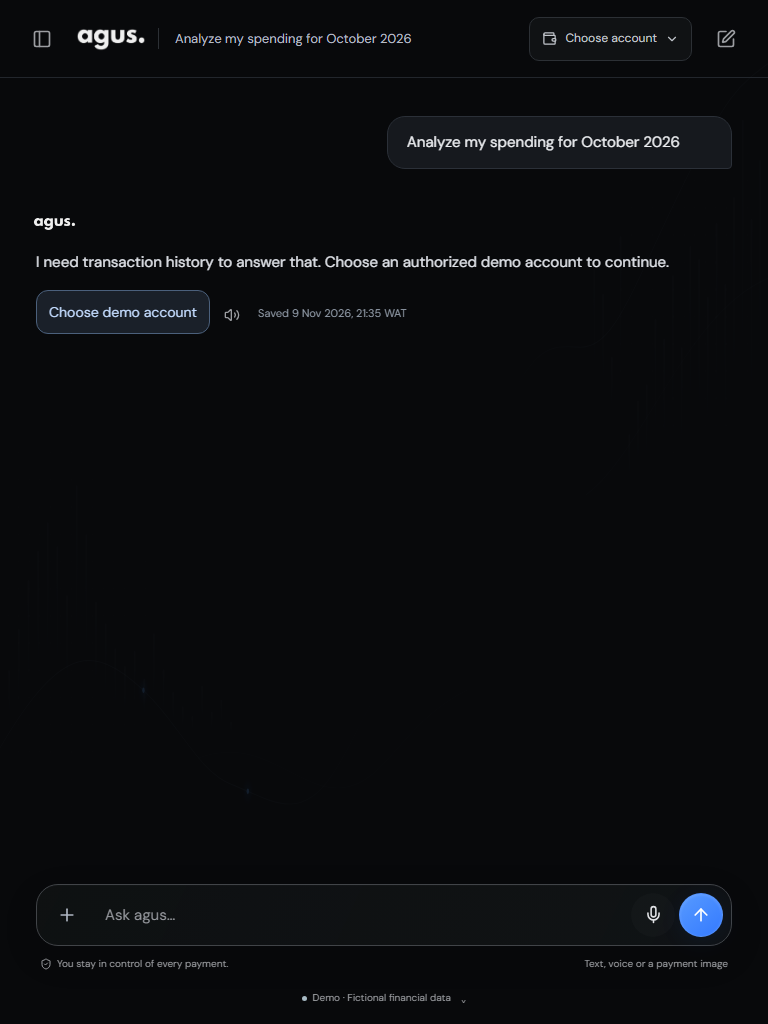 agus.
Analyze my spending for October 2026
Choose account
Analyze my spending for October 2026
agus.
I need transaction history to answer that. Choose an authorized demo account to continue.
Choose demo account
Saved 9 Nov 2026, 21:35 WAT
Ask agus...
You stay in control of every payment.
Text, voice or a payment image
Demo · Fictional financial data